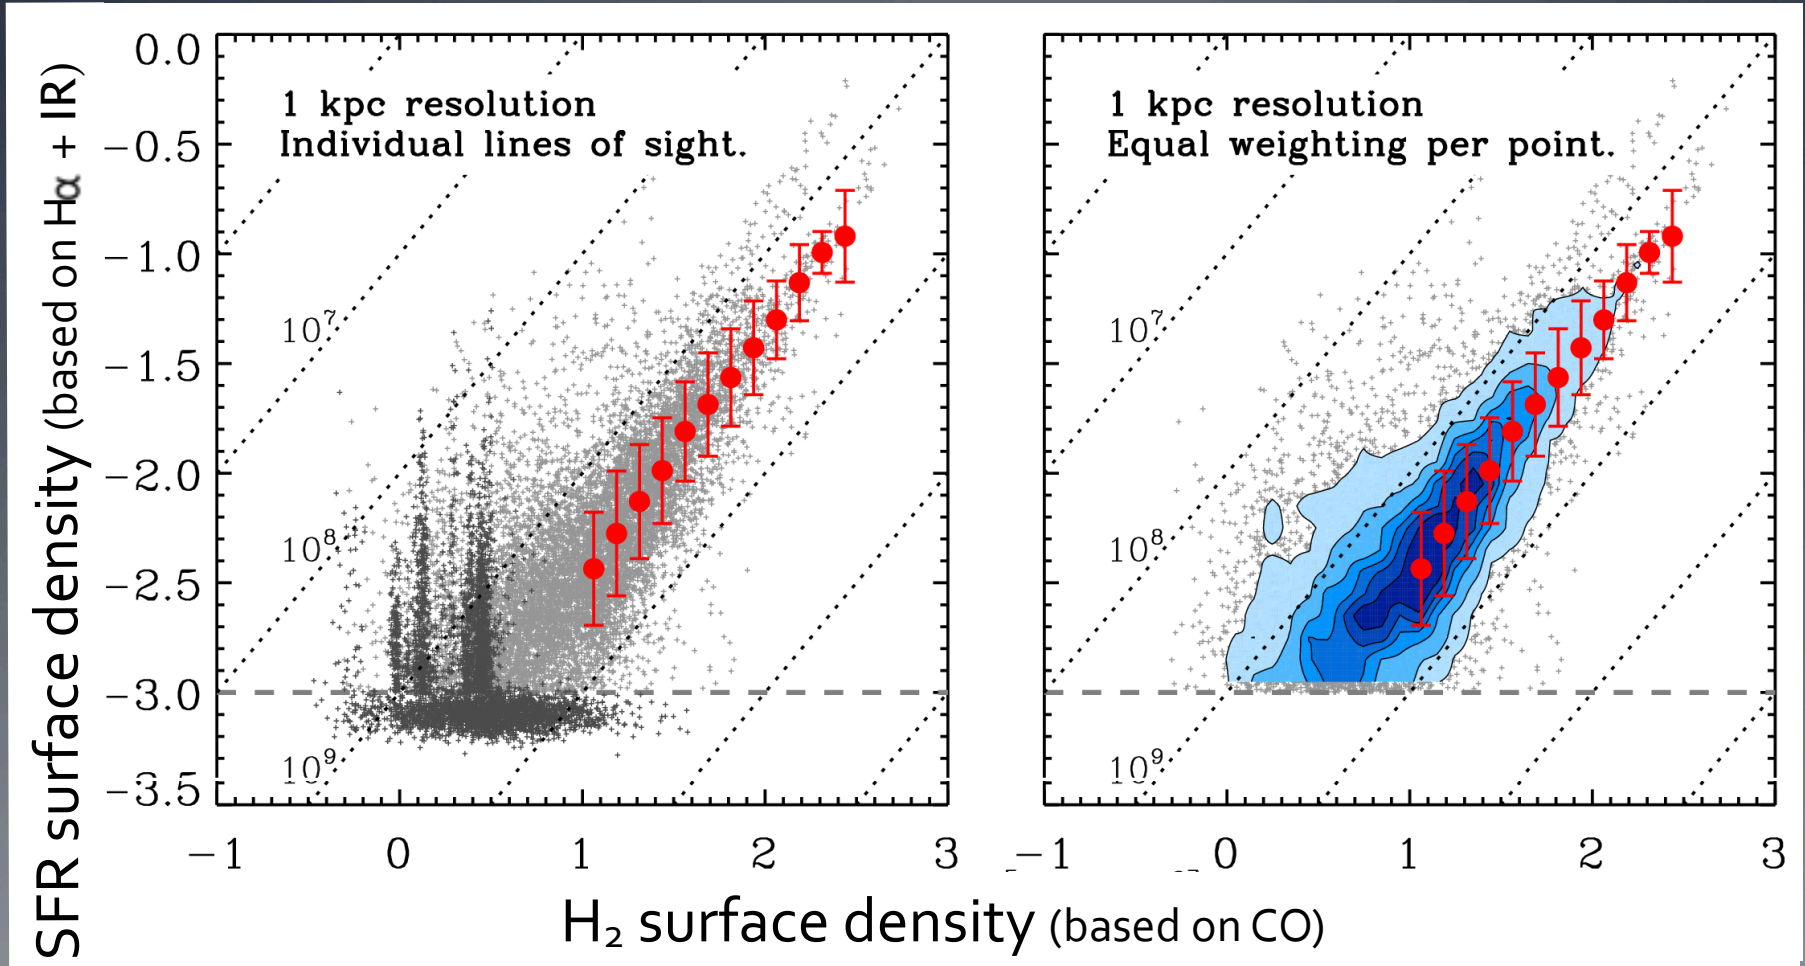 SFR surface density (based on Hα + IR)
0.0
−0.5
−1.0
−1.5
−2.0
−2.5
−3.0
−3.5
1 kpc resolution
Individual lines of sight.
10⁷
10⁸
10⁹
−1 0 1 2 3
1 kpc resolution
Equal weighting per point.
10⁷
10⁸
10⁹
−1 0 1 2 3
H₂ surface density (based on CO)